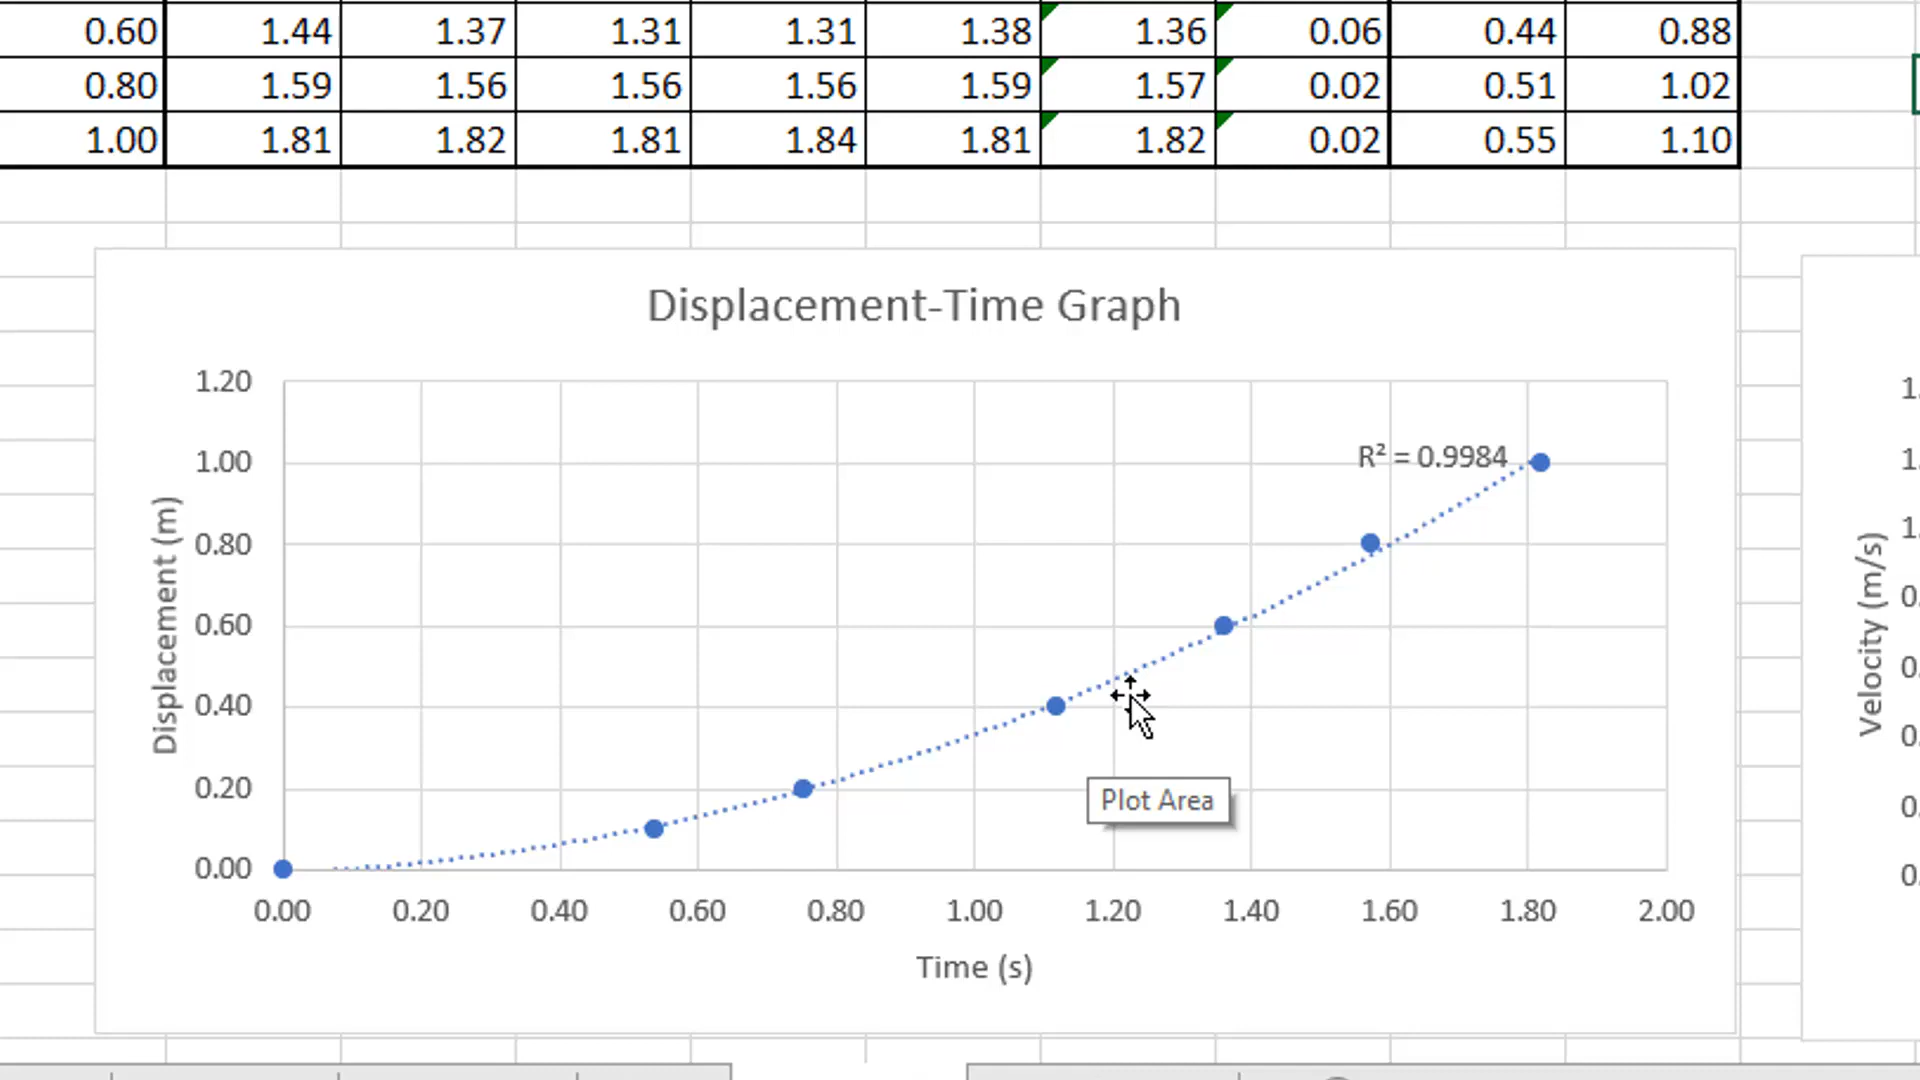 0.60 1.44 1.37 1.31 1.31 1.38 1.36 0.06 0.44 0.88
0.80 1.59 1.56 1.56 1.56 1.59 1.57 0.02 0.51 1.02
1.00 1.81 1.82 1.81 1.84 1.81 1.82 0.02 0.55 1.10
Displacement-Time Graph
1.20
1.00
0.80
0.60
0.40
0.20
0.00
Displacement (m)
R² = 0.9984
Plot Area
0.00 0.20 0.40 0.60 0.80 1.00 1.20 1.40 1.60 1.80 2.00
Time (s)
Velocity (m/s)